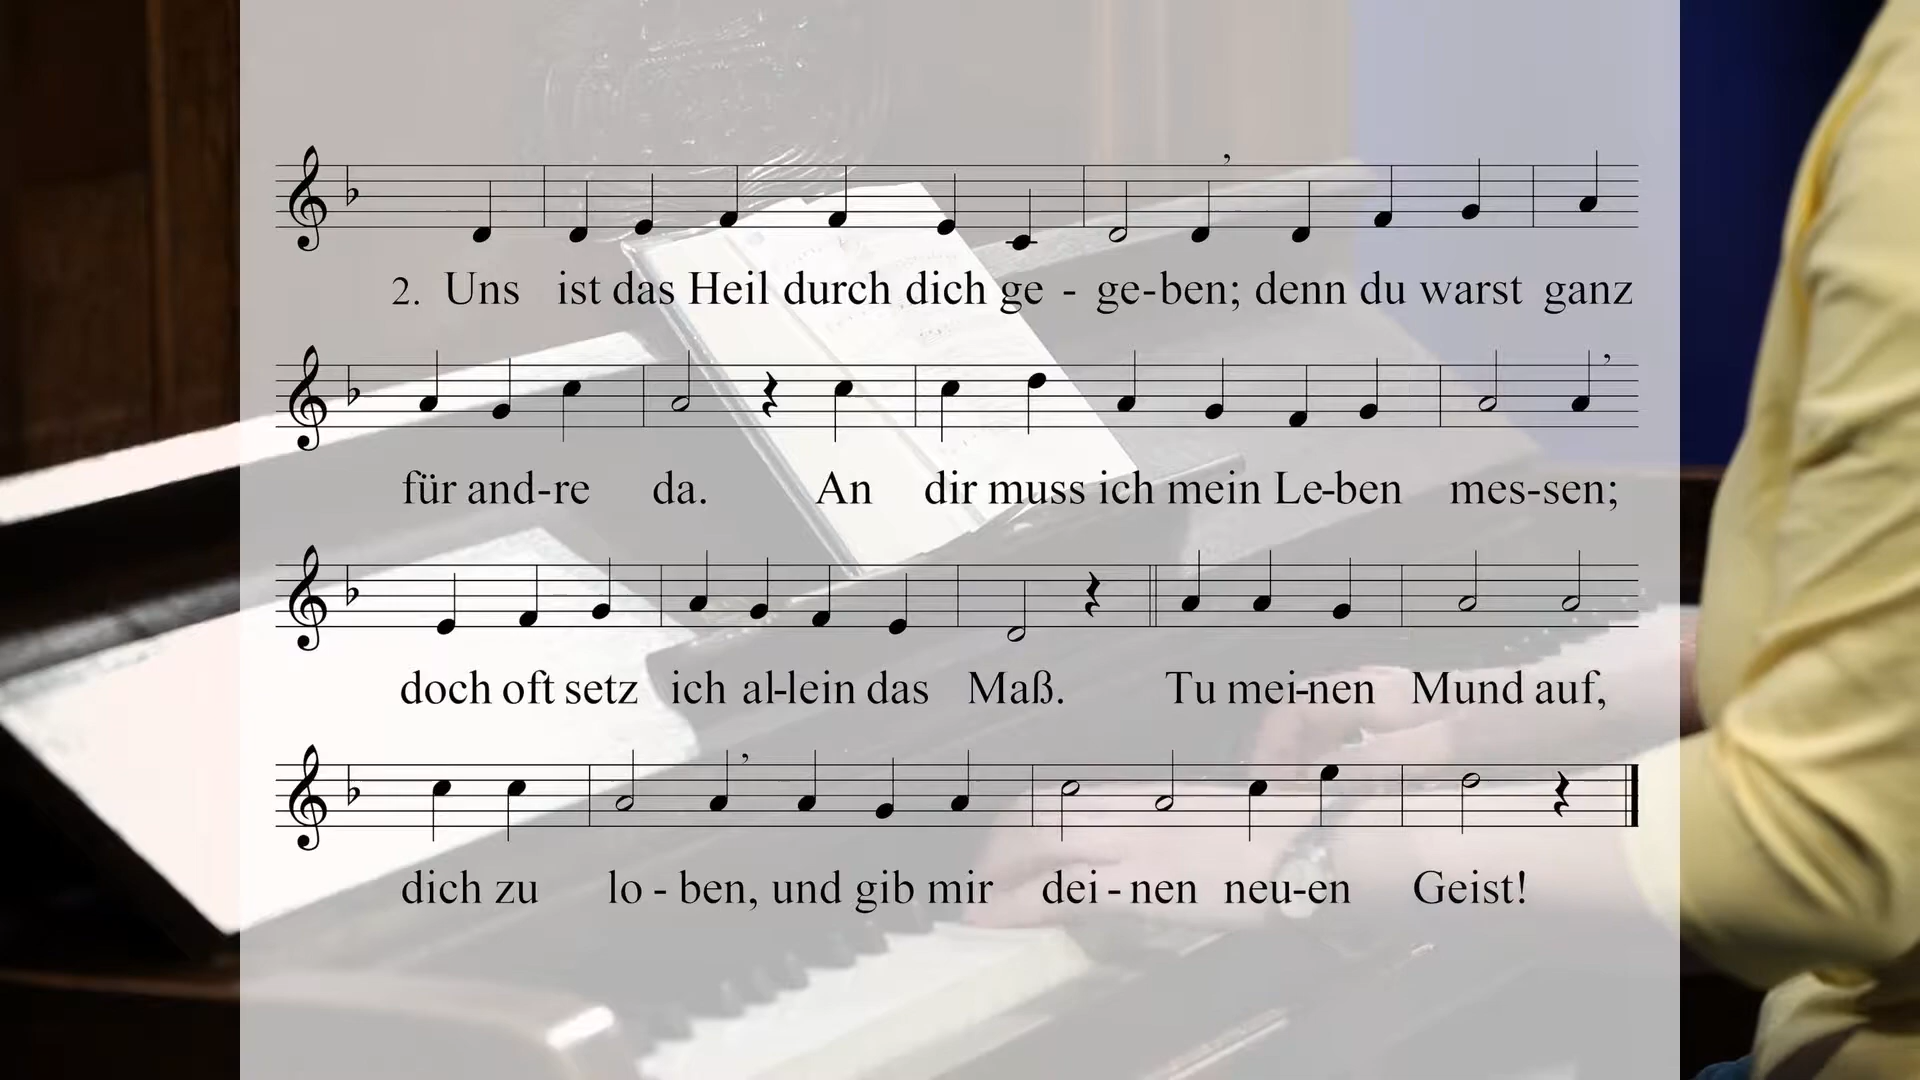 2. Uns ist das Heil durch dich ge - ge-ben; denn du warst ganz
für and-re da. An dir muss ich mein Le-ben mes-sen;
doch oft setz ich al-lein das Maß. Tu mei-nen Mund auf,
dich zu lo - ben, und gib mir dei - nen neu-en Geist!